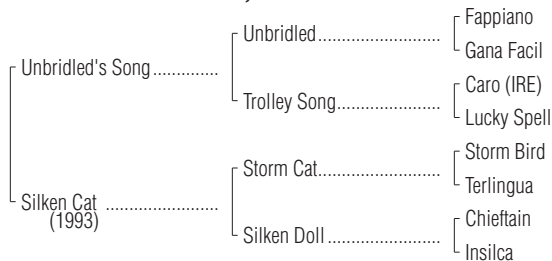 Fappiano
Unbridled
Gana Facil
Unbridled's Song
Caro (IRE)
Trolley Song
Lucky Spell
Storm Bird
Storm Cat
Terlingua
Silken Cat
(1993)
Chieftain
Silken Doll
Insilca